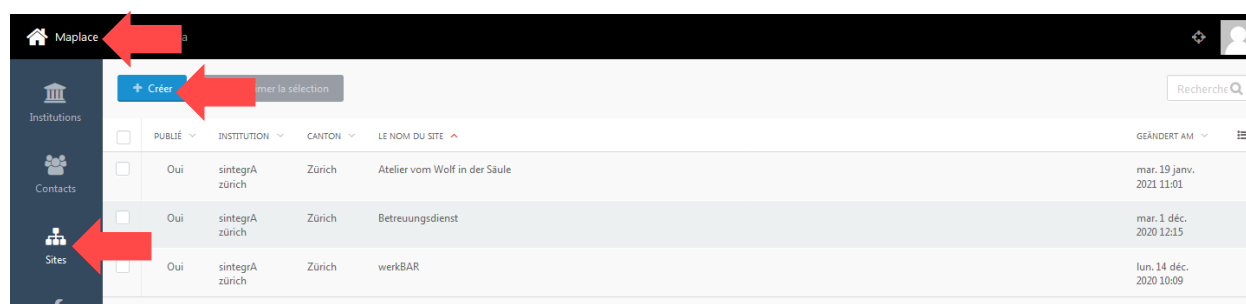 Maplace
Créer
la sélection
Recherche
Institutions
PUBLIÉ
INSTITUTION
CANTON
LE NOM DU SITE
GEÄNDERT AM
Oui
sintegrA
zürich
Zürich
Atelier vom Wolf in der Säule
mar. 19 janv.
2021 11:01
Contacts
Oui
sintegrA
zürich
Zürich
Betreuungsdienst
mar. 1 déc.
2020 12:15
Sites
Oui
sintegrA
zürich
Zürich
werkBAR
lun. 14 déc.
2020 10:09